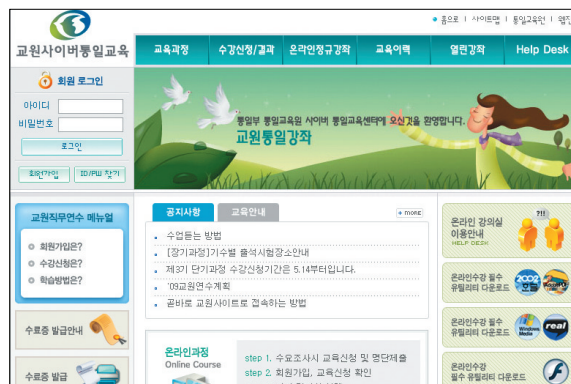 홈으로 | 사이트맵 | 통일교육원 |
교원사이버통일교육
교육과정 수강신청/결과 온라인정규강좌 교육이력 열린강좌 Help Desk
회원 로그인
아이디
비밀번호
로그인
회원가입 ID/PW 찾기
통일부 통일교육원 사이버 통일교육센터에 오신것을 환영합니다.
교원통일강좌
교원직무연수 메뉴얼
회원가입은?
수강신청은?
학습방법은?
수료증 발급안내
수료증 발급
공지사항 교육안내 more
수업듣는 방법
[장기과정]기수별 출석시험장소안내
제3기 단기과정 수강신청기간은 5.14부터입니다.
'09교원연수계획
곧바로 교원사이트로 접속하는 방법
온라인과정
Online Course
step 1. 수요조사시 교육신청 및 명단제출
step 2. 회원가입, 교육신청 확인
?!!
온라인 강의실
이용안내
HELP DESK
온라인수강 필수
유틸리티 다운로드
2002
온라인수강 필수
유틸리티 다운로드
Windows Media
real
온라인수강
필수 유틸리티 다운로드